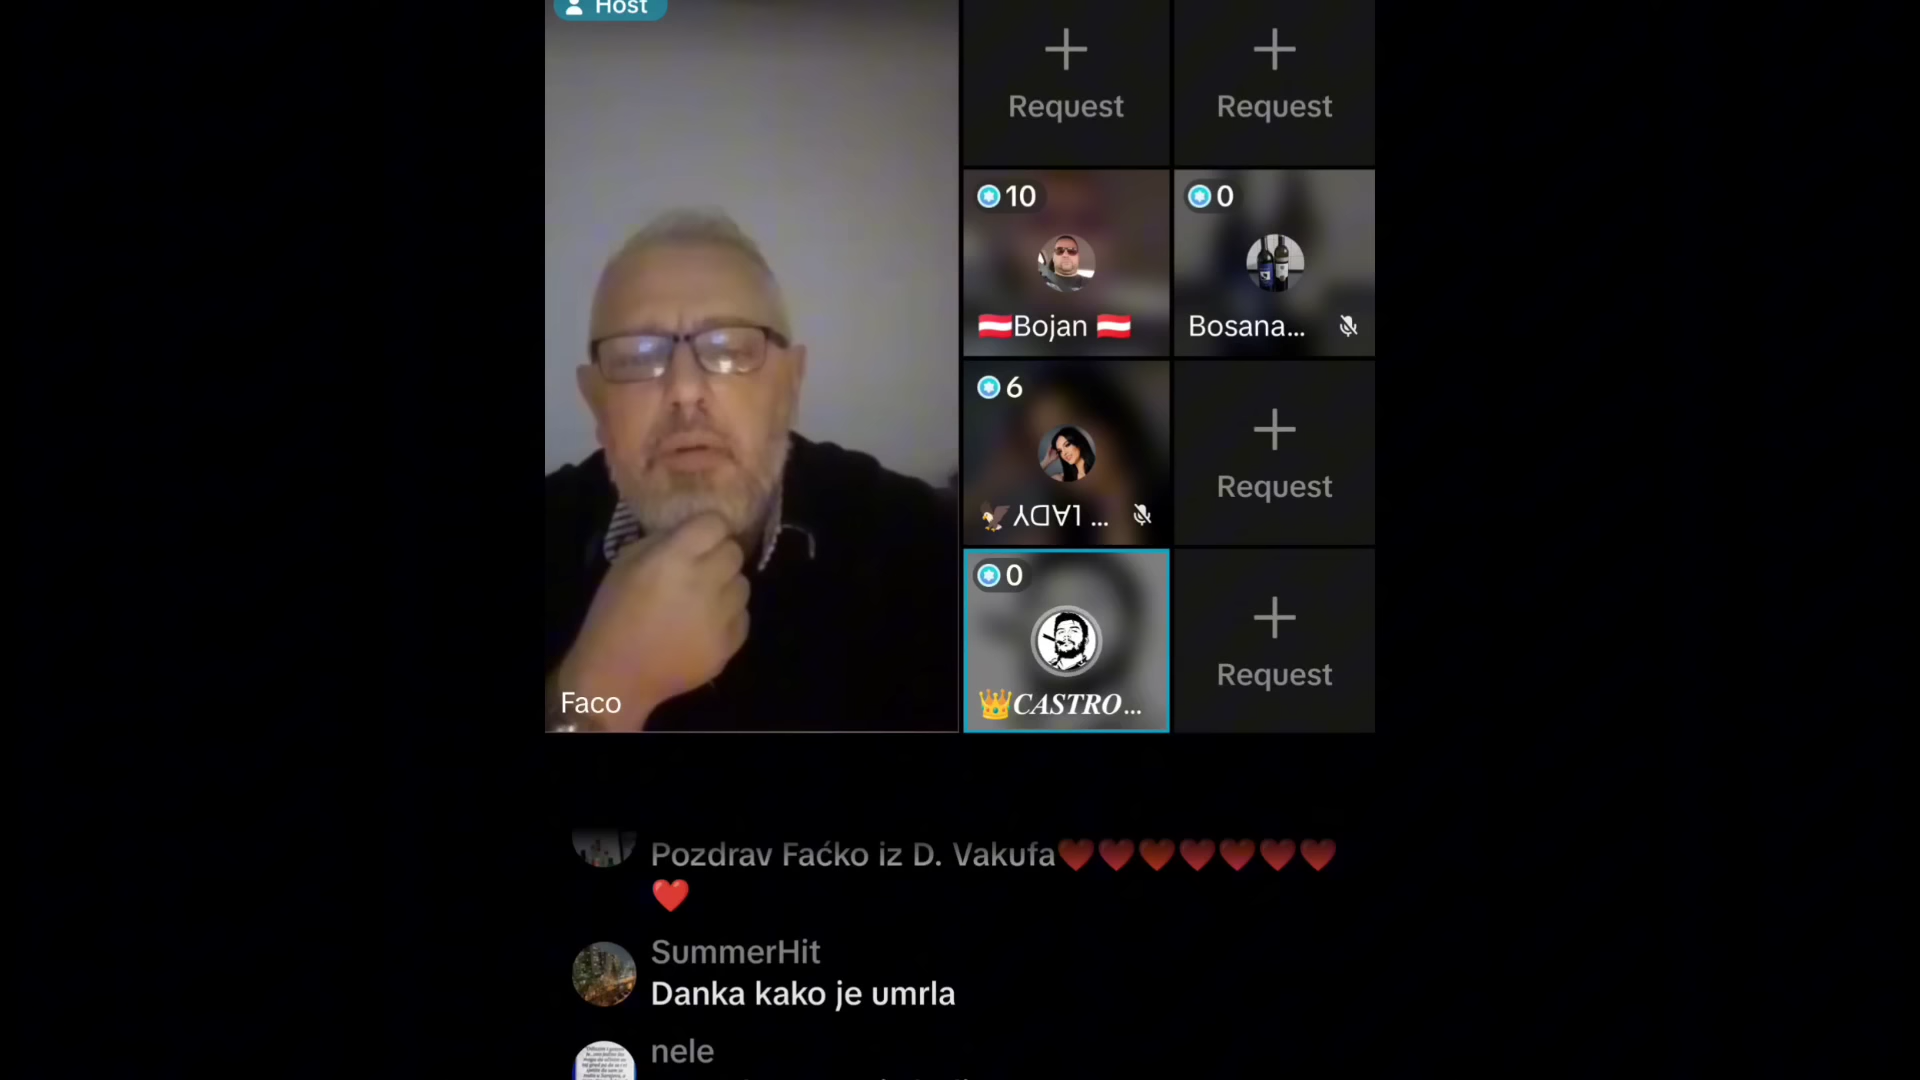 Host
Request
Request
10
0
🇦🇹Bojan 🇦🇹
Bosana...
6
Request
0
Faco
👑CASTRO...
Request
Pozdrav Faćko iz D. Vakufa❤️❤️❤️❤️❤️❤️❤️
❤️
SummerHit
Danka kako je umrla
nele